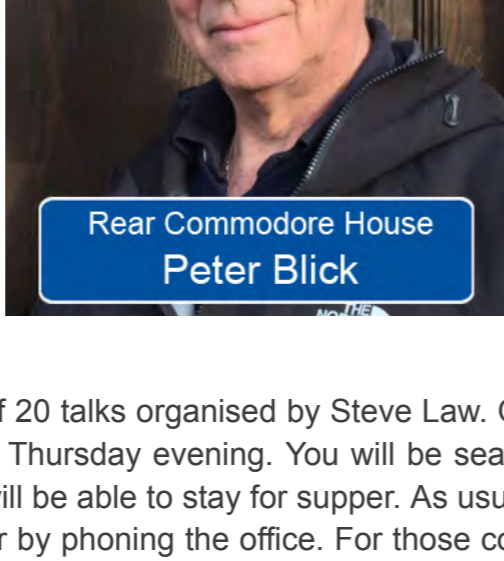 Rear Commodore House
Peter Blick
THE
f 20 talks organised by Steve Law.
Thursday evening. You will be sea
ill be able to stay for supper. As usu
r by phoning the office. For those co